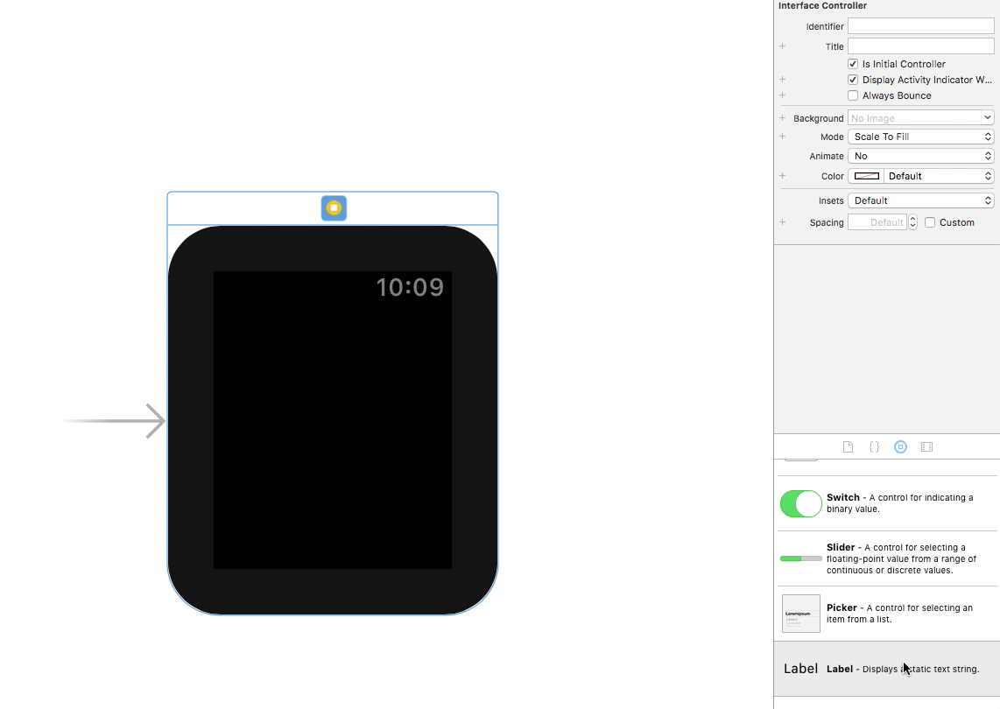 Interface Controller
Identifier
Title
Is Initial Controller
Display Activity Indicator W...
Always Bounce
Background No Image
Mode Scale To Fill
Animate No
Color Default
Insets Default
Spacing Default Custom
10:09
Switch - A control for indicating a
binary value.
Slider - A control for selecting a
floating-point value from a range of
continuous or discrete values.
Loremipsum
Picker - A control for selecting an
item from a list.
Label Label - Displays a static text string.